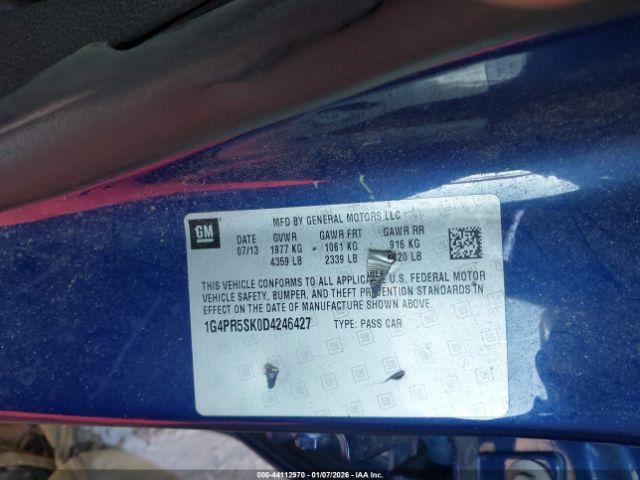 GM
MFD BY GENERAL MOTORS LLC
DATE GVWR GAWR FRT GAWR RR
07/13 1977 KG 1061 KG 916 KG
4359 LB 2339 LB 2020 LB
THIS VEHICLE CONFORMS TO ALL APPLICABLE U.S. FEDERAL MOTOR
VEHICLE SAFETY, BUMPER, AND THEFT PREVENTION STANDARDS IN
EFFECT ON THE DATE OF MANUFACTURE SHOWN ABOVE.
1G4PR5SK0D4246427 TYPE: PASS CAR
000-44112970 | 01/07/2026 | IAA Inc.